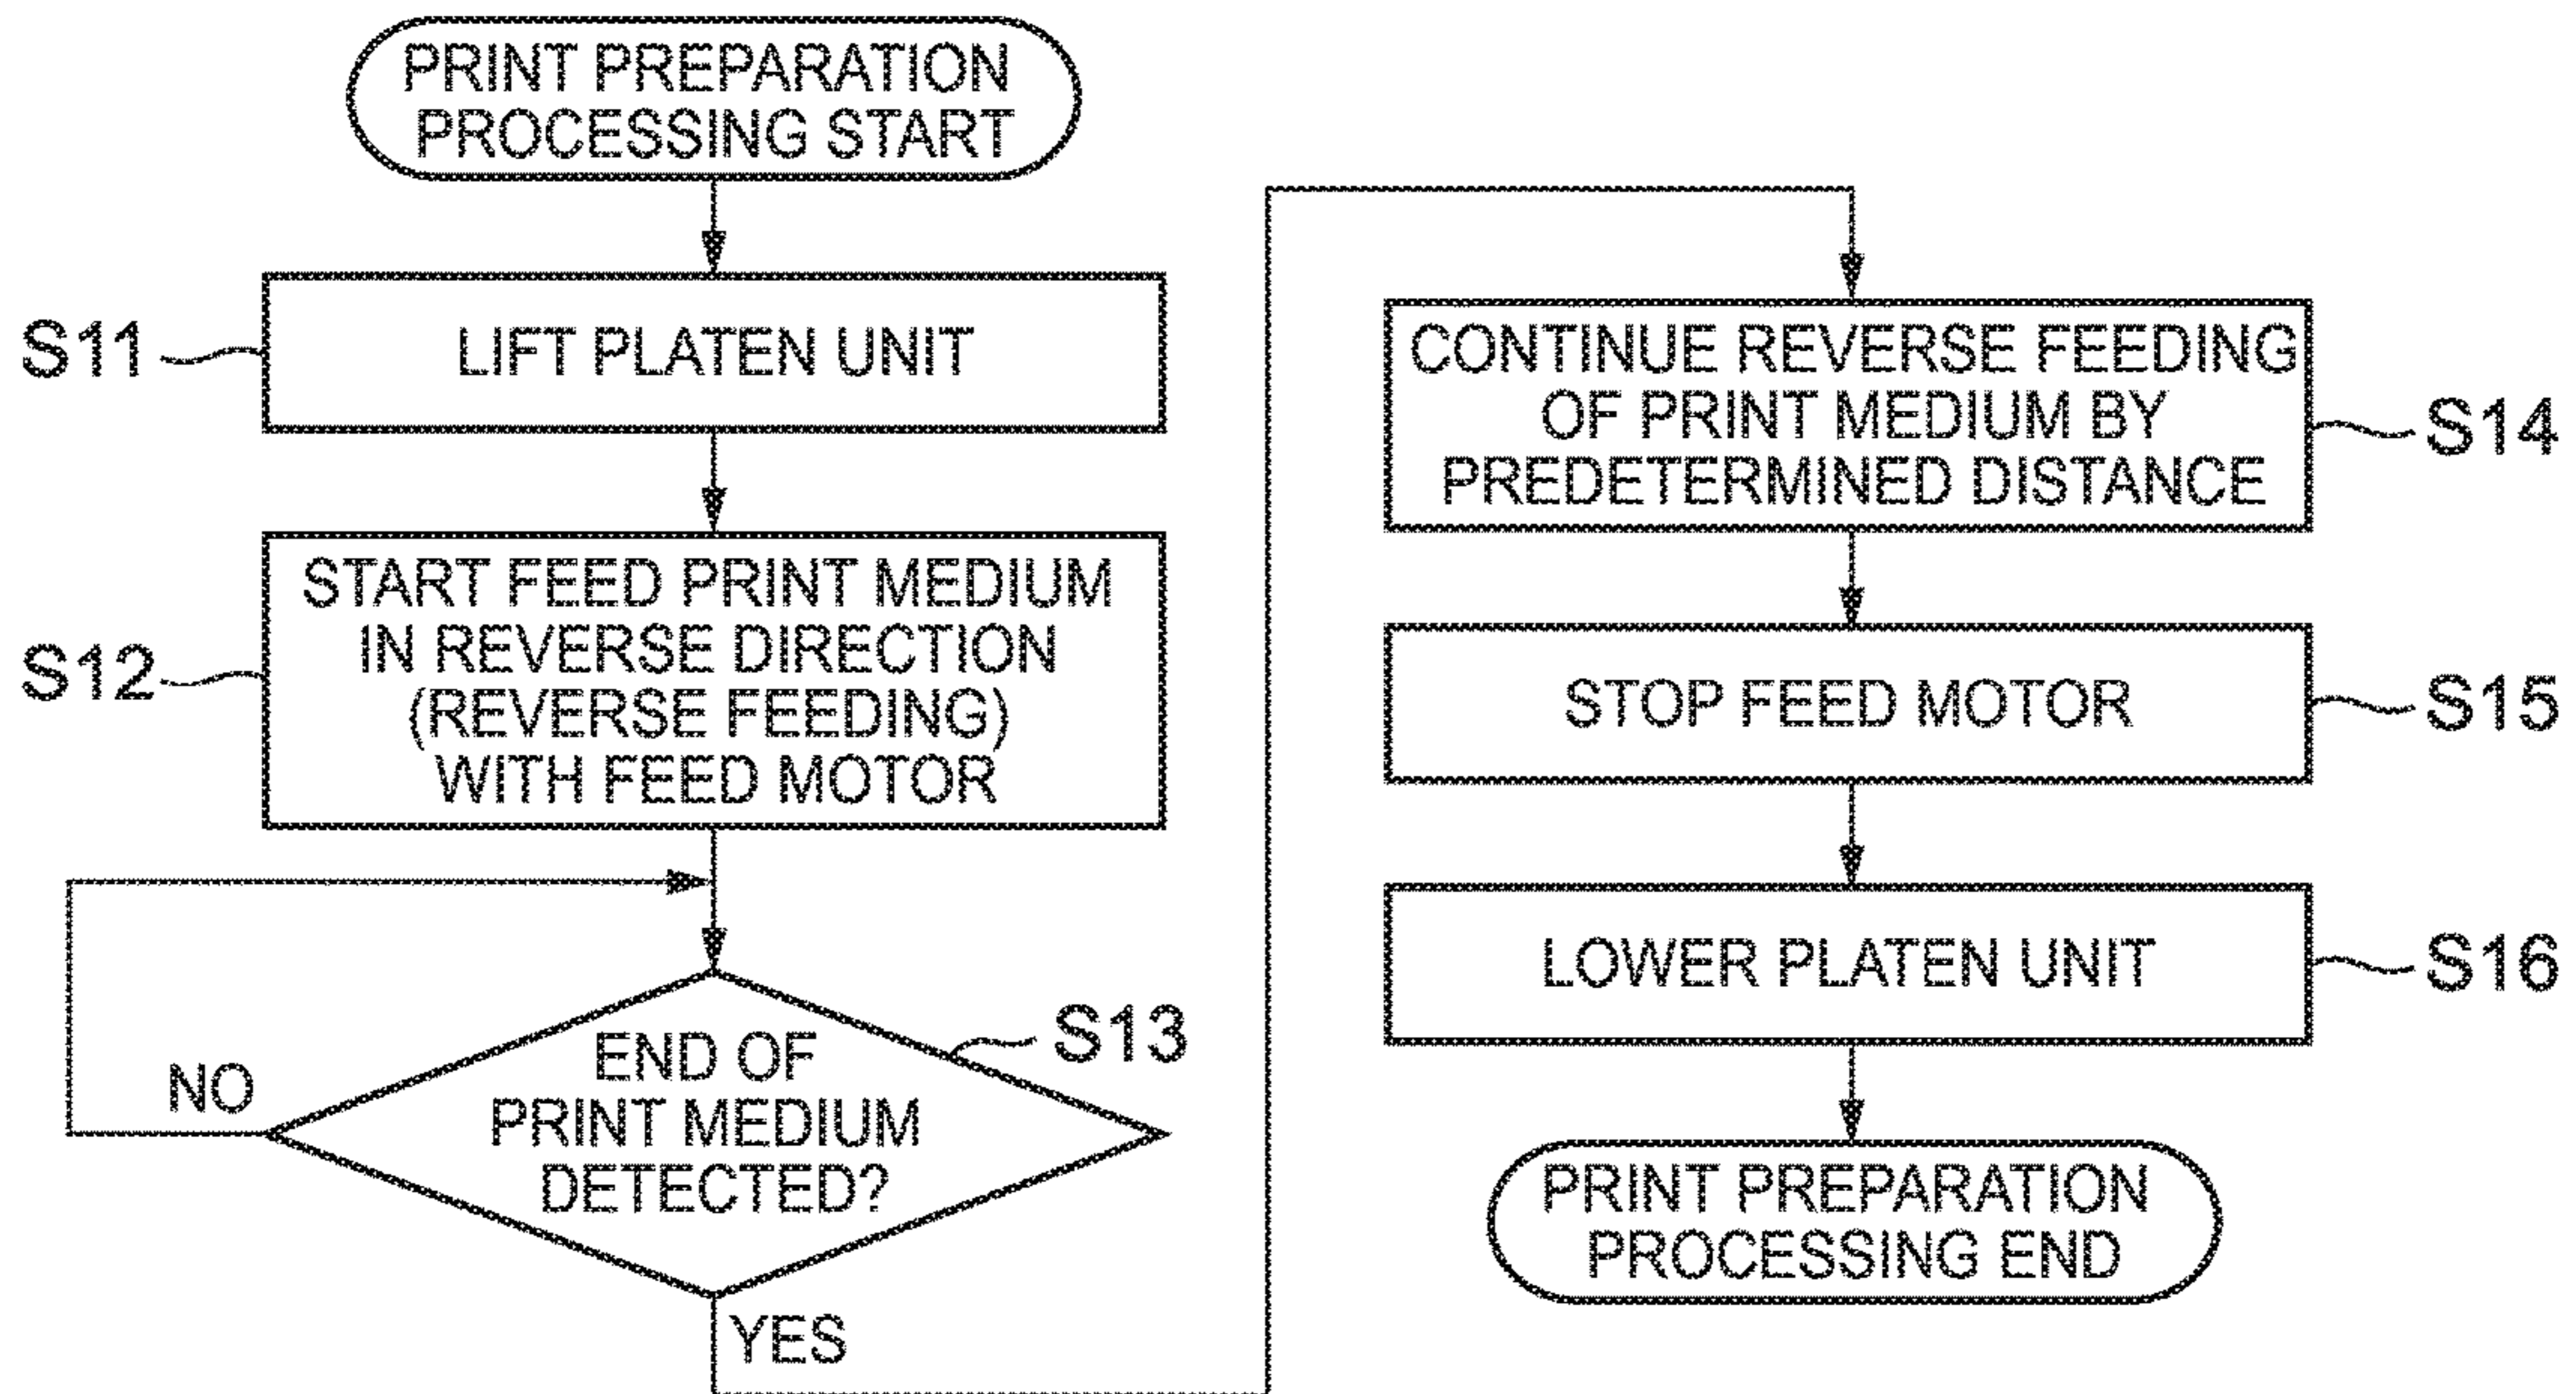 PRINT PREPARATION
PROCESSING START
S11
LIFT PLATEN UNIT
S12
START FEED PRINT MEDIUM
IN REVERSE DIRECTION
(REVERSE FEEDING)
WITH FEED MOTOR
S13
END OF
PRINT MEDIUM
DETECTED?
NO
YES
CONTINUE REVERSE FEEDING
OF PRINT MEDIUM BY
PREDETERMINED DISTANCE
S14
STOP FEED MOTOR
S15
LOWER PLATEN UNIT
S16
PRINT PREPARATION
PROCESSING END